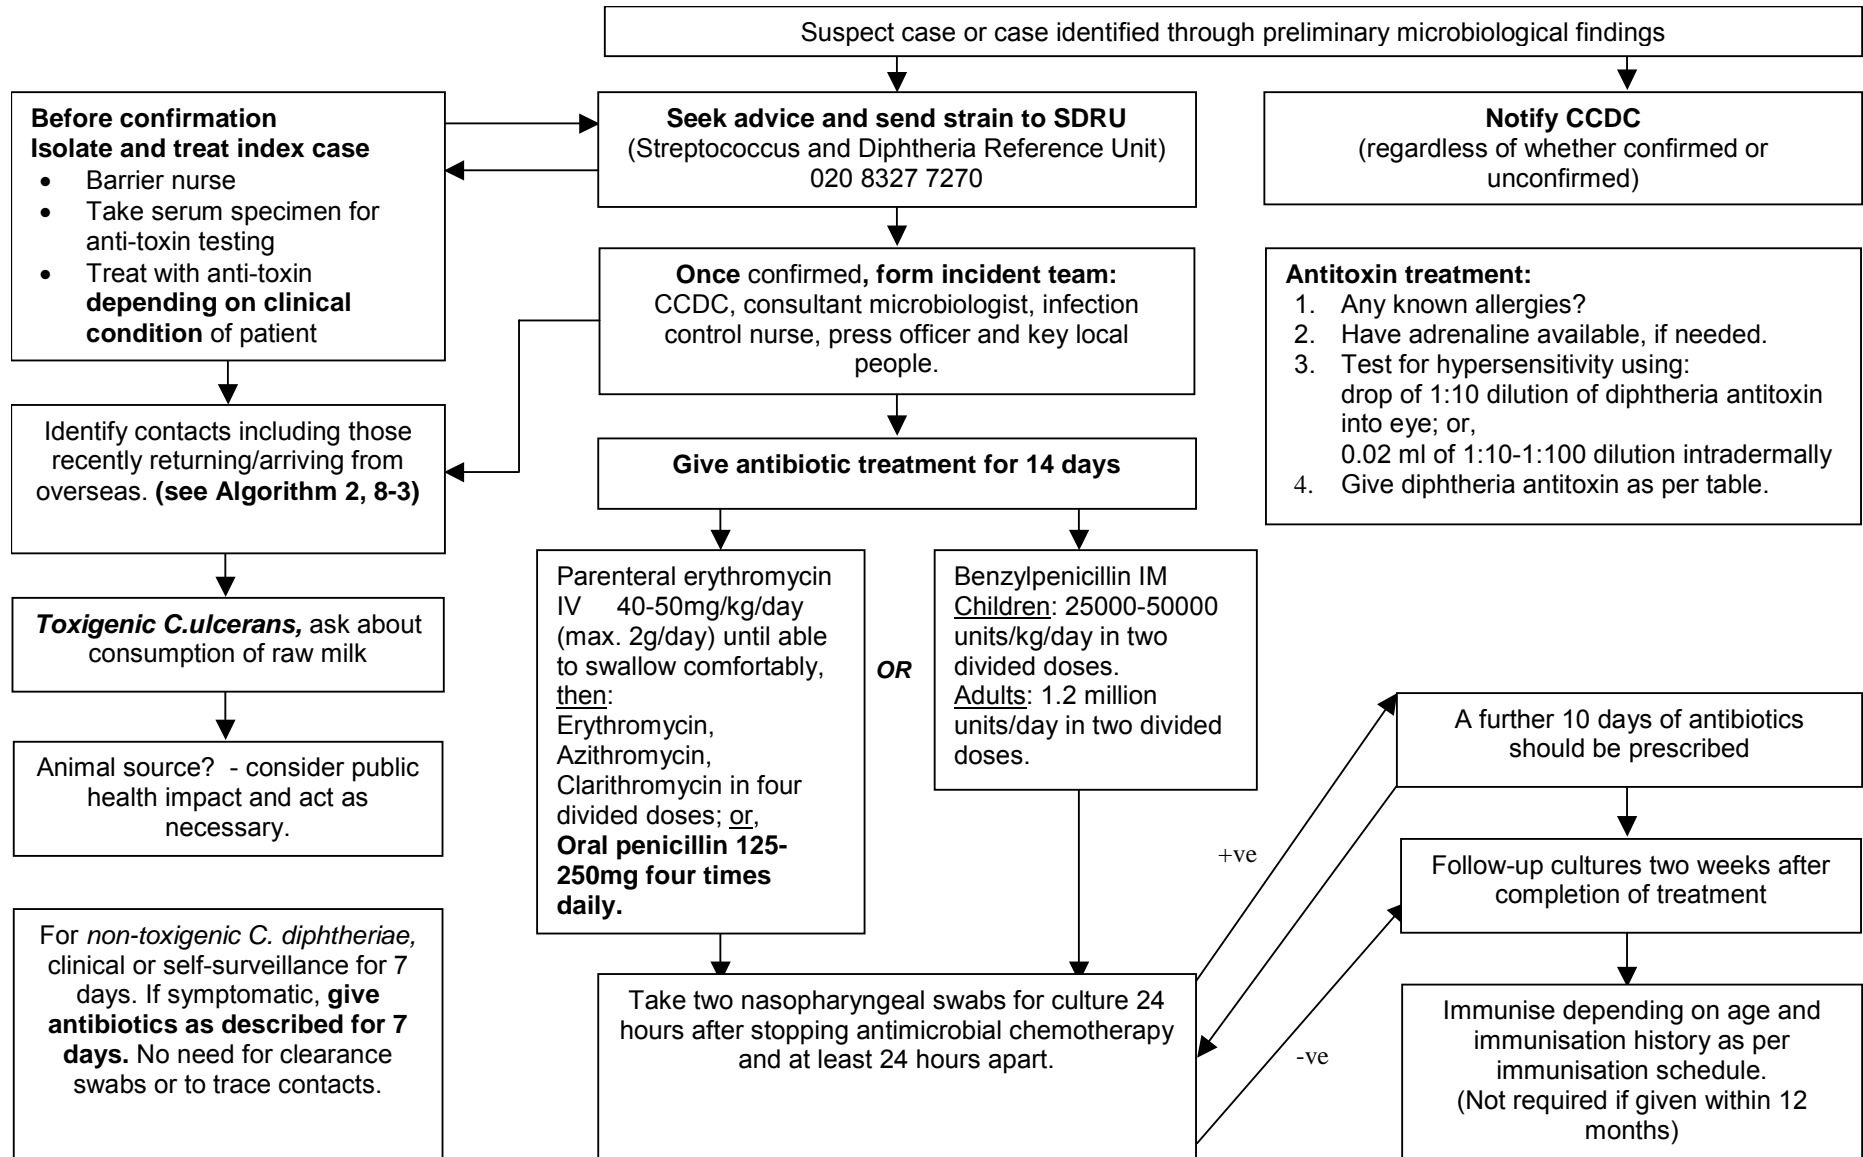 Suspect case or case identified through preliminary microbiological findings
Before confirmation
Isolate and treat index case
• Barrier nurse
• Take serum specimen for
anti-toxin testing
• Treat with anti-toxin
depending on clinical
condition of patient
Seek advice and send strain to SDRU
(Streptococcus and Diphtheria Reference Unit)
020 8327 7270
Notify CCDC
(regardless of whether confirmed or
unconfirmed)
Once confirmed, form incident team:
CCDC, consultant microbiologist, infection
control nurse, press officer and key local
people.
Antitoxin treatment:
1. Any known allergies?
2. Have adrenaline available, if needed.
3. Test for hypersensitivity using:
drop of 1:10 dilution of diphtheria antitoxin
into eye; or,
0.02 ml of 1:10-1:100 dilution intradermally
4. Give diphtheria antitoxin as per table.
Identify contacts including those
recently returning/arriving from
overseas. (see Algorithm 2, 8-3)
Give antibiotic treatment for 14 days
Toxigenic C.ulcerans, ask about
consumption of raw milk
Animal source? - consider public
health impact and act as
necessary.
For non-toxigenic C. diphtheriae,
clinical or self-surveillance for 7
days. If symptomatic, give
antibiotics as described for 7
days. No need for clearance
swabs or to trace contacts.
Parenteral erythromycin
IV 40-50mg/kg/day
(max. 2g/day) until able
to swallow comfortably,
then:
Erythromycin,
Azithromycin,
Clarithromycin in four
divided doses; or,
Oral penicillin 125-
250mg four times
daily.
OR
Benzylpenicillin IM
Children: 25000-50000
units/kg/day in two
divided doses.
Adults: 1.2 million
units/day in two divided
doses.
Take two nasopharyngeal swabs for culture 24
hours after stopping antimicrobial chemotherapy
and at least 24 hours apart.
+ve
-ve
A further 10 days of antibiotics
should be prescribed
Follow-up cultures two weeks after
completion of treatment
Immunise depending on age and
immunisation history as per
immunisation schedule.
(Not required if given within 12
months)